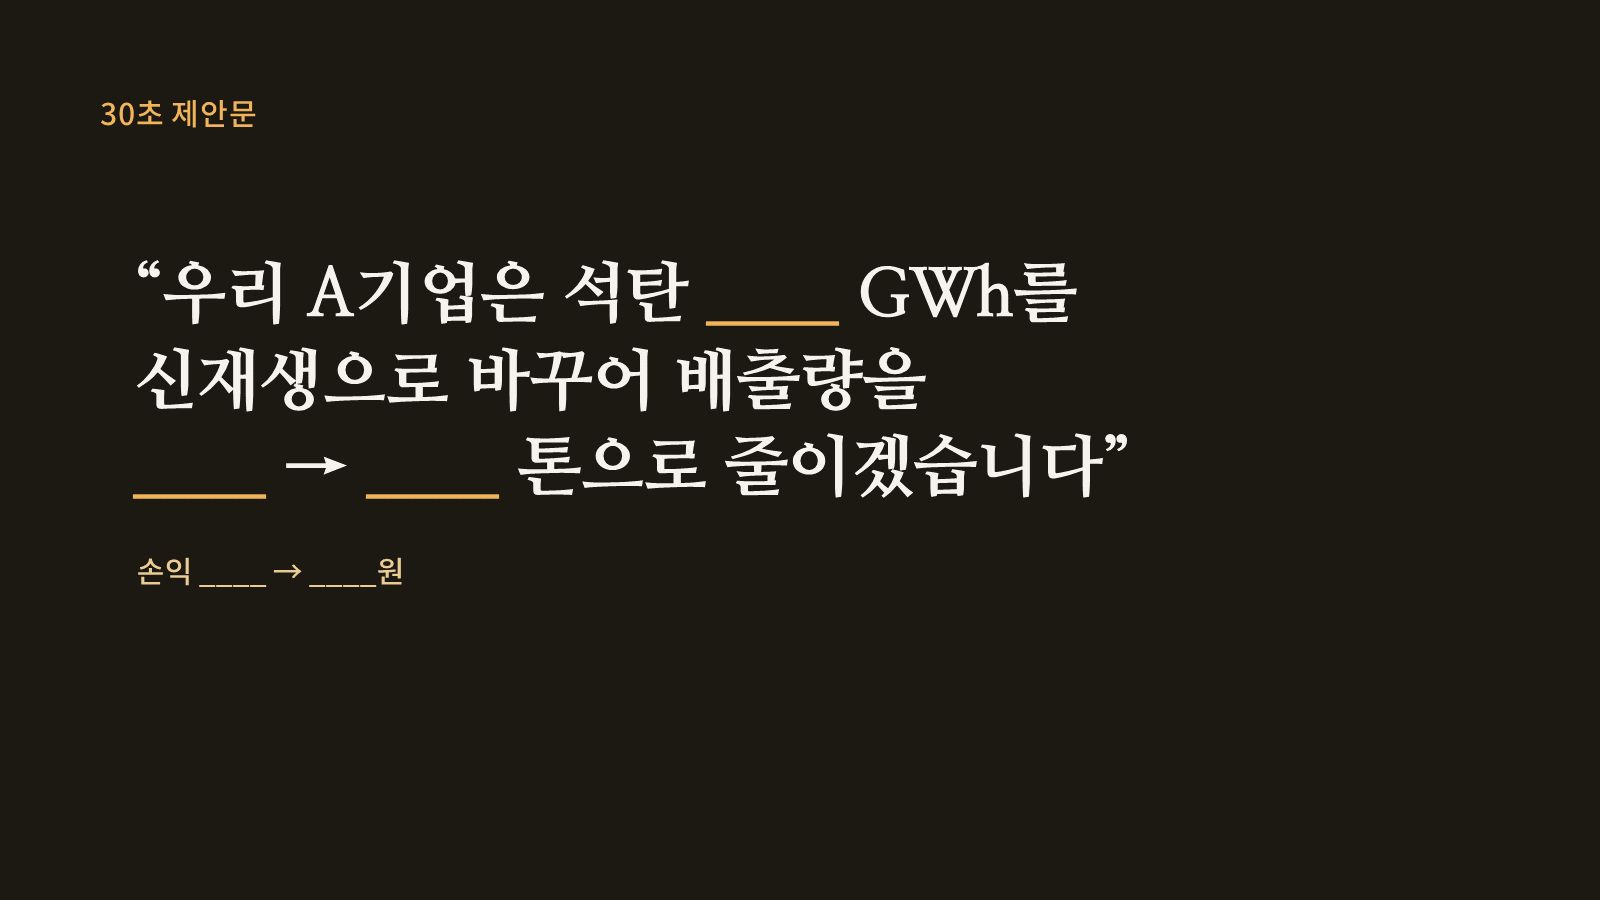 30초 제안문
“우리 A기업은 석탄 ____ GWh를
신재생으로 바꾸어 배출량을
____ → ____ 톤으로 줄이겠습니다”
손익 ____ → ____원